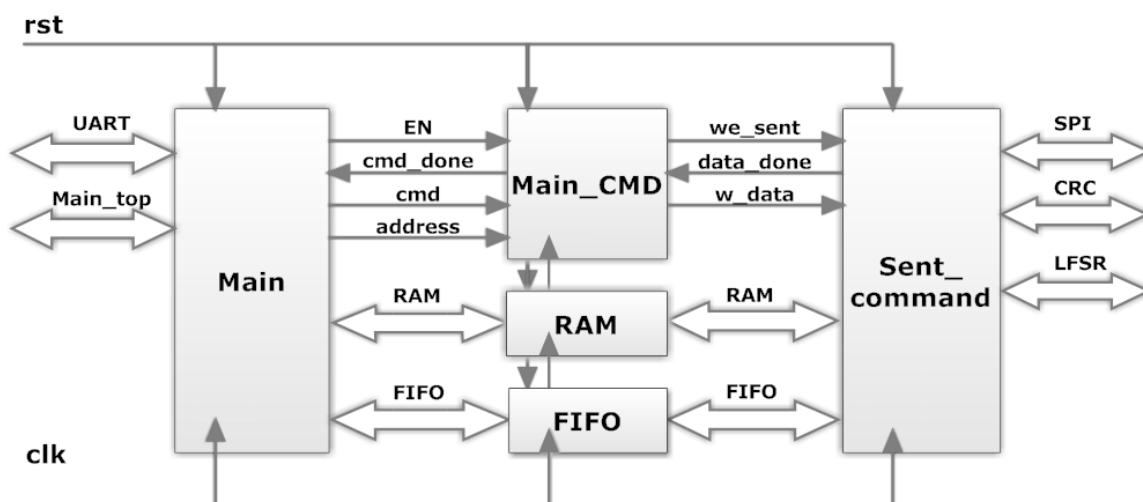 rst
UART
EN
we_sent
SPI
cmd_done
data_done
Main_CMD
CRC
Main_top
cmd
w_data
address
Main
Sent_
command
LFSR
RAM
RAM
RAM
FIFO
FIFO
FIFO
clk